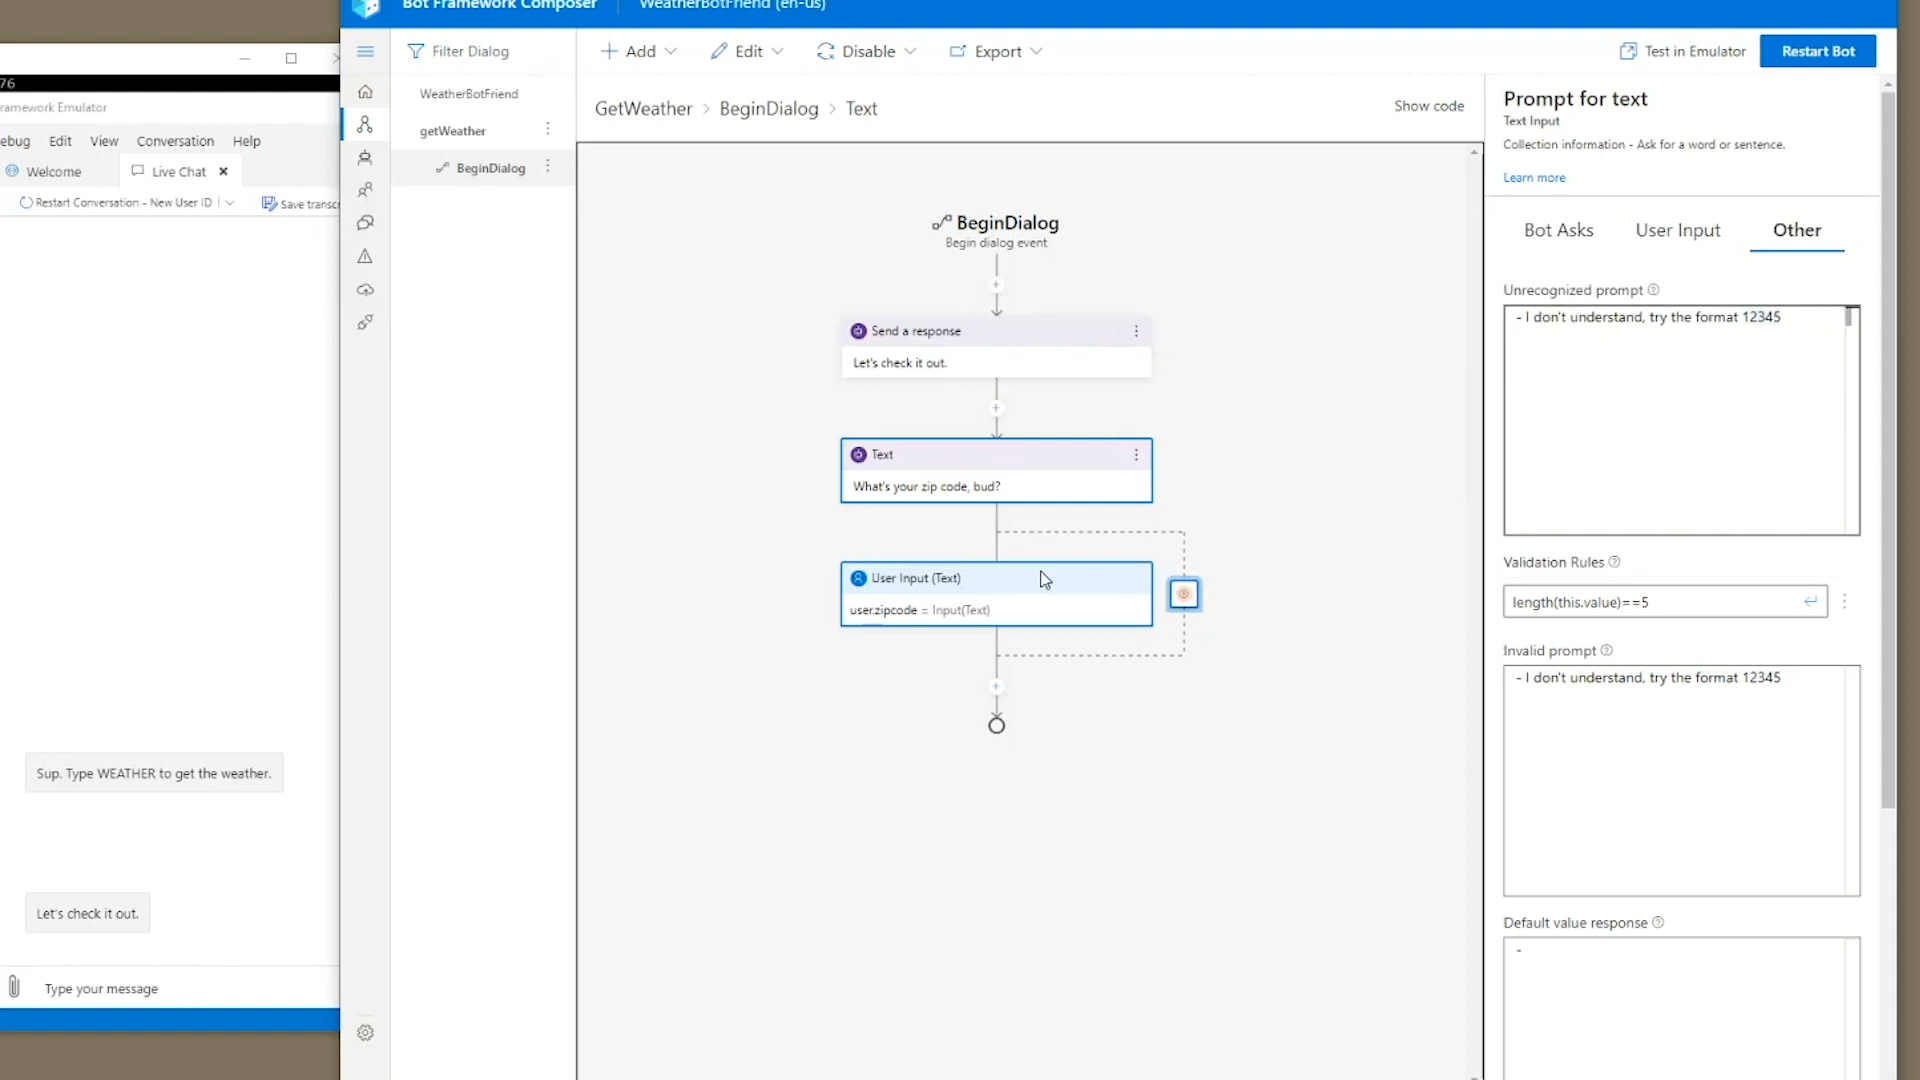 Bot Framework Composer
WeatherBotFriend (en-us)
76
ramework Emulator
ebug Edit View Conversation Help
Welcome
Live Chat
Restart Conversation - New User ID
Save transcr
Sup. Type WEATHER to get the weather.
Let's check it out.
Type your message
Filter Dialog
WeatherBotFriend
getWeather
BeginDialog
Add
Edit
Disable
Export
Test in Emulator
Restart Bot
GetWeather > BeginDialog > Text
Show code
BeginDialog
Begin dialog event
Send a response
Let's check it out.
Text
What's your zip code, bud?
User Input (Text)
user.zipcode = Input(Text)
Prompt for text
Text Input
Collection information - Ask for a word or sentence.
Learn more
Bot Asks
User Input
Other
Unrecognized prompt
- I don't understand, try the format 12345
Validation Rules
length(this.value)==5
Invalid prompt
- I don't understand, try the format 12345
Default value response
-